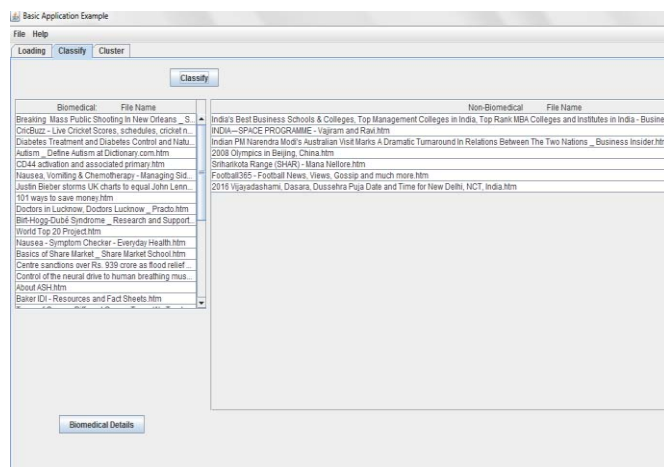 Basic Application Example
File Help
Loading Classify Cluster
Classify
Biomedical: File Name
Breaking Mass Public Shooting In New Orleans _ S...
CricBuzz - Live Cricket Scores, schedules, cricket n...
Diabetes Treatment and Diabetes Control and Natu...
Autism _ Define Autism at Dictionary.com.htm
CD44 activation and associated primary.htm
Nausea, Vomiting & Chemotherapy - Managing Sid...
Justin Bieber storms UK charts to equal John Lenn...
101 ways to save money.htm
Doctors in Lucknow, Doctors Lucknow _ Practo.htm
Birt-Hogg-Dubé Syndrome _ Research and Support...
World Top 20 Project.htm
Nausea - Symptom Checker - Everyday Health.htm
Basics of Share Market _ Share Market School.htm
Centre sanctions over Rs. 939 crore as flood relief ...
Control of the neural drive to human breathing mus...
About ASH.htm
Baker IDI - Resources and Fact Sheets.htm
Non-Biomedical File Name
India's Best Business Schools & Colleges, Top Management Colleges in India, Top Rank MBA Colleges and Institutes in India - Busine
INDIA—SPACE PROGRAMME - Vajiram and Ravi.htm
Indian PM Narendra Modi's Australian Visit Marks A Dramatic Turnaround In Relations Between The Two Nations _ Business Insider.htm
2008 Olympics in Beijing, China.htm
Sriharikota Range (SHAR) - Mana Nellore.htm
Football365 - Football News, Views, Gossip and much more.htm
2016 Vijayadashami, Dasara, Dussehra Puja Date and Time for New Delhi, NCT, India.htm
Biomedical Details